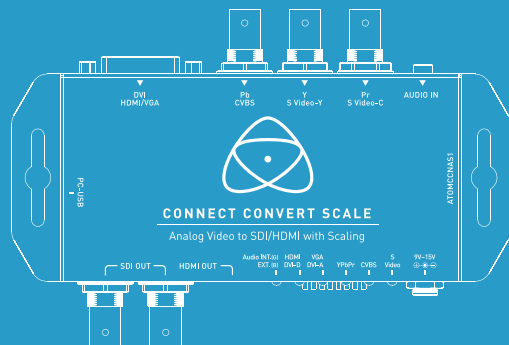 DVI
HDMI/VGA
Pb
CVBS
Y
S Video-Y
Pr
S Video-C
AUDIO IN
PC-USB
ATOMCCNAS1
CONNECT CONVERT SCALE
Analog Video to SDI/HDMI with Scaling
SDI OUT
HDMI OUT
Audio INT.(G)
EXT.(B)
HDMI
DVI-D
VGA
DVI-A
YPbPr
CVBS
S
Video
9V–15V